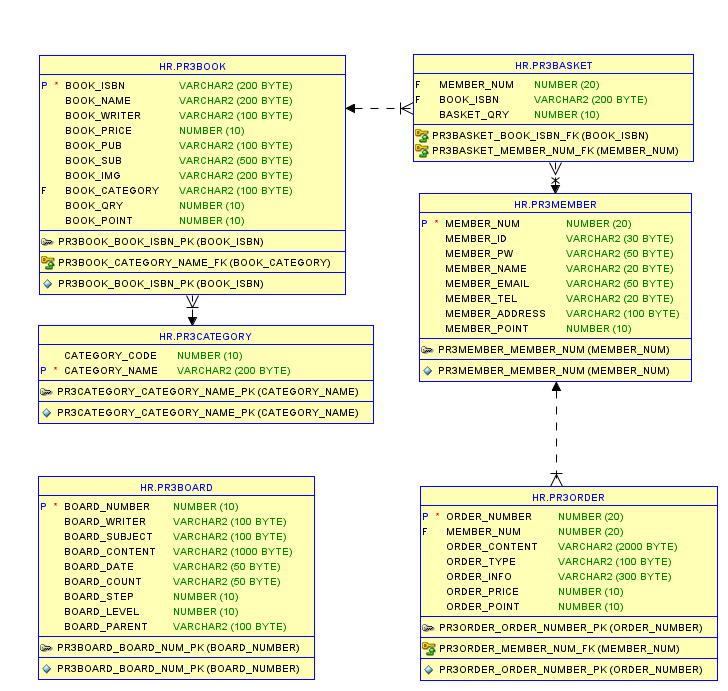 HR.PR3BOOK
P * BOOK_ISBN VARCHAR2 (200 BYTE)
BOOK_NAME VARCHAR2 (200 BYTE)
BOOK_WRITER VARCHAR2 (100 BYTE)
BOOK_PRICE NUMBER (10)
BOOK_PUB VARCHAR2 (100 BYTE)
BOOK_SUB VARCHAR2 (500 BYTE)
BOOK_IMG VARCHAR2 (200 BYTE)
F BOOK_CATEGORY VARCHAR2 (100 BYTE)
BOOK_QRY NUMBER (10)
BOOK_POINT NUMBER (10)
PR3BOOK_BOOK_ISBN_PK (BOOK_ISBN)
PR3BOOK_CATEGORY_NAME_FK (BOOK_CATEGORY)
PR3BOOK_BOOK_ISBN_PK (BOOK_ISBN)
HR.PR3BASKET
F MEMBER_NUM NUMBER (20)
F BOOK_ISBN VARCHAR2 (200 BYTE)
BASKET_QRY NUMBER (10)
PR3BASKET_BOOK_ISBN_FK (BOOK_ISBN)
PR3BASKET_MEMBER_NUM_FK (MEMBER_NUM)
HR.PR3MEMBER
P * MEMBER_NUM NUMBER (20)
MEMBER_ID VARCHAR2 (30 BYTE)
MEMBER_PW VARCHAR2 (50 BYTE)
MEMBER_NAME VARCHAR2 (20 BYTE)
MEMBER_EMAIL VARCHAR2 (50 BYTE)
MEMBER_TEL VARCHAR2 (20 BYTE)
MEMBER_ADDRESS VARCHAR2 (100 BYTE)
MEMBER_POINT NUMBER (10)
PR3MEMBER_MEMBER_NUM (MEMBER_NUM)
PR3MEMBER_MEMBER_NUM (MEMBER_NUM)
HR.PR3CATEGORY
CATEGORY_CODE NUMBER (10)
P * CATEGORY_NAME VARCHAR2 (200 BYTE)
PR3CATEGORY_CATEGORY_NAME_PK (CATEGORY_NAME)
PR3CATEGORY_CATEGORY_NAME_PK (CATEGORY_NAME)
HR.PR3BOARD
P * BOARD_NUMBER NUMBER (10)
BOARD_WRITER VARCHAR2 (100 BYTE)
BOARD_SUBJECT VARCHAR2 (100 BYTE)
BOARD_CONTENT VARCHAR2 (1000 BYTE)
BOARD_DATE VARCHAR2 (50 BYTE)
BOARD_COUNT VARCHAR2 (50 BYTE)
BOARD_STEP NUMBER (10)
BOARD_LEVEL NUMBER (10)
BOARD_PARENT VARCHAR2 (100 BYTE)
PR3BOARD_BOARD_NUM_PK (BOARD_NUMBER)
PR3BOARD_BOARD_NUM_PK (BOARD_NUMBER)
HR.PR3ORDER
P * ORDER_NUMBER NUMBER (20)
F MEMBER_NUM NUMBER (20)
ORDER_CONTENT VARCHAR2 (2000 BYTE)
ORDER_TYPE VARCHAR2 (100 BYTE)
ORDER_INFO VARCHAR2 (300 BYTE)
ORDER_PRICE NUMBER (10)
ORDER_POINT NUMBER (10)
PR3ORDER_ORDER_NUMBER_PK (ORDER_NUMBER)
PR3ORDER_MEMBER_NUM_FK (MEMBER_NUM)
PR3ORDER_ORDER_NUMBER_PK (ORDER_NUMBER)